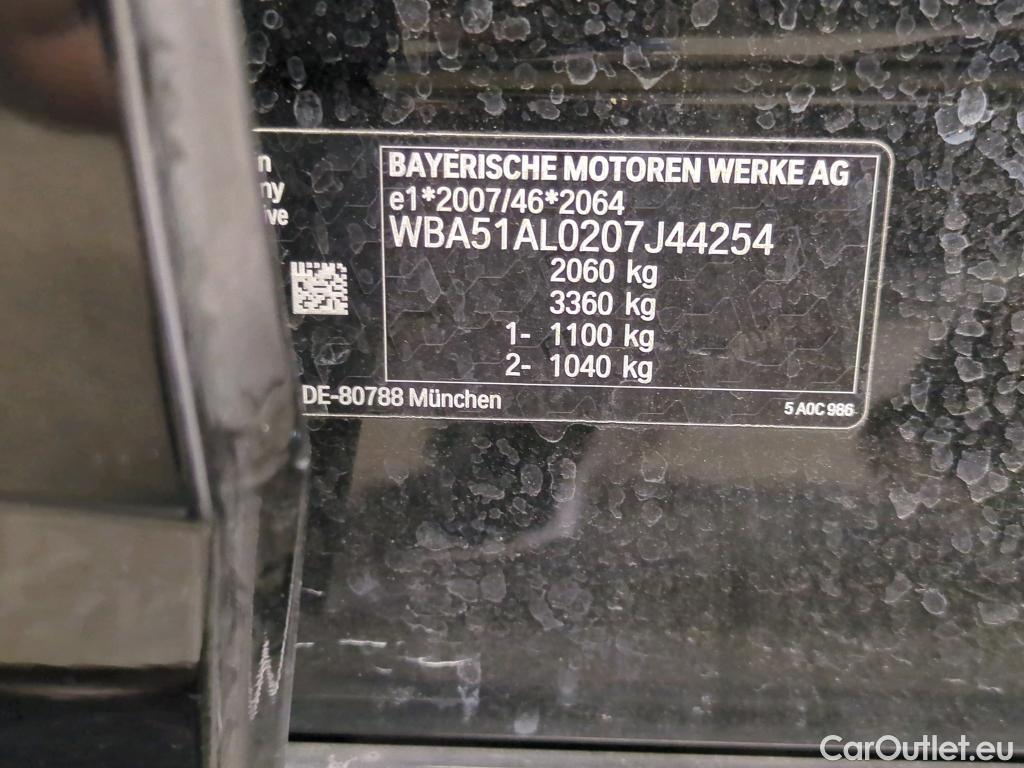 BAYERISCHE MOTOREN WERKE AG
e1*2007/46*2064
WBA51AL0207J44254
2060 kg
3360 kg
1- 1100 kg
2- 1040 kg
DE-80788 München
5 A0C 986
CarOutlet.eu